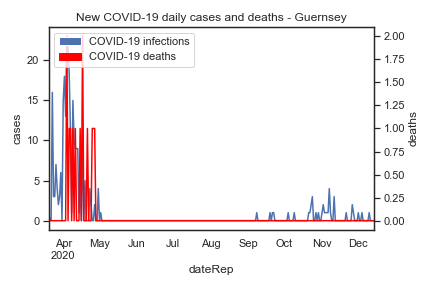 New COVID-19 daily cases and deaths - Guernsey
COVID-19 infections
COVID-19 deaths
cases
20
15
10
5
0
deaths
2.00
1.75
1.50
1.25
1.00
0.75
0.50
0.25
0.00
Apr May Jun Jul Aug Sep Oct Nov Dec
2020
dateRep